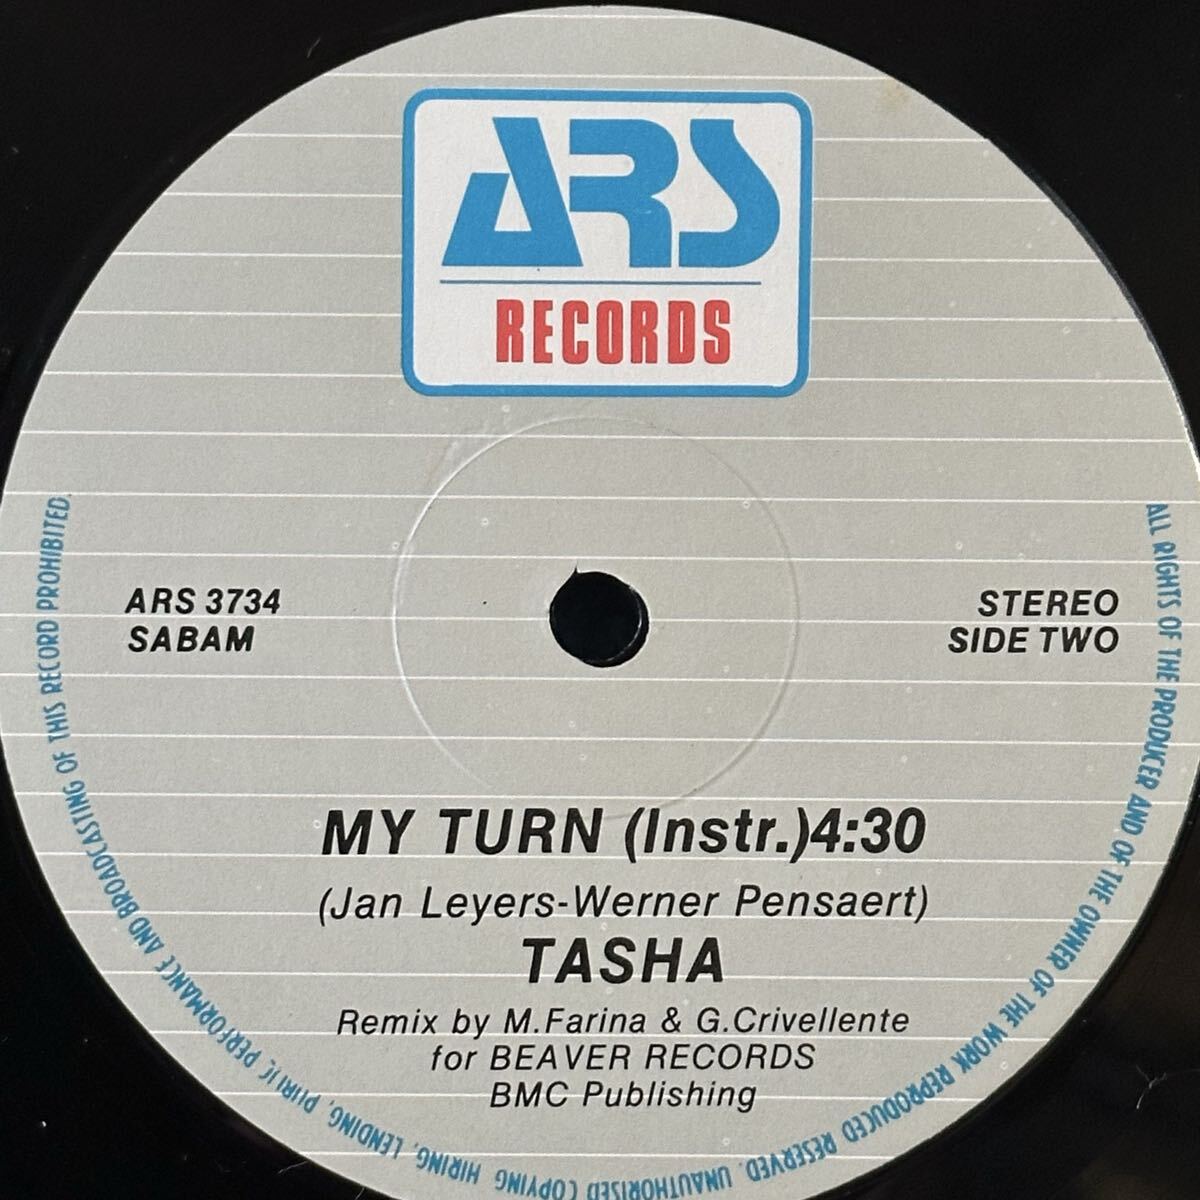 ARS
RECORDS
ARS 3734
SABAM
STEREO
SIDE TWO
MY TURN (Instr.)4:30
(Jan Leyers-Werner Pensaert)
TASHA
Remix by M.Farina & G.Crivellente
for BEAVER RECORDS
BMC Publishing
ALL RIGHTS OF THE PRODUCER AND OF THE OWNER OF THE WORK REPRODUCED RESERVED. UNAUTHORISED COPYING HIRING, LENDING, PUBLIC PERFORMANCE AND BROADCASTING OF THIS RECORD PROHIBITED